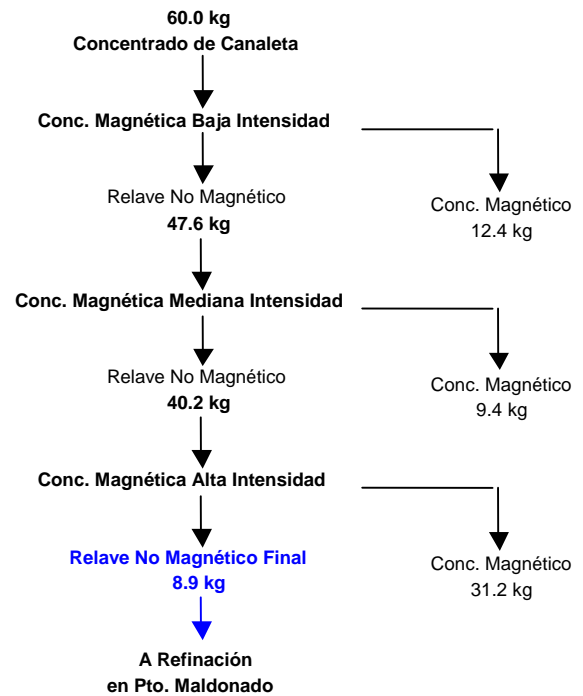 60.0 kg
Concentrado de Canaleta
Conc. Magnética Baja Intensidad
Relave No Magnético
47.6 kg
Conc. Magnético
12.4 kg
Conc. Magnética Mediana Intensidad
Relave No Magnético
40.2 kg
Conc. Magnético
9.4 kg
Conc. Magnética Alta Intensidad
Relave No Magnético Final
8.9 kg
Conc. Magnético
31.2 kg
A Refinación
en Pto. Maldonado